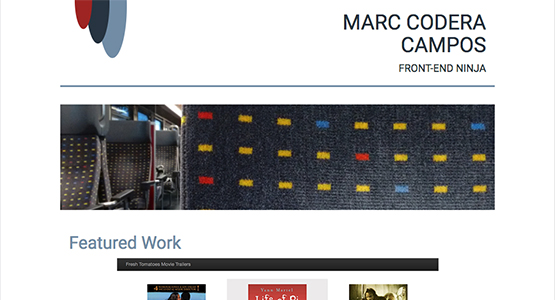 MARC CODERA
CAMPOS
FRONT-END NINJA
Featured Work
Fresh Tomatoes Movie Trailers
Yann Martel
Life of Pi